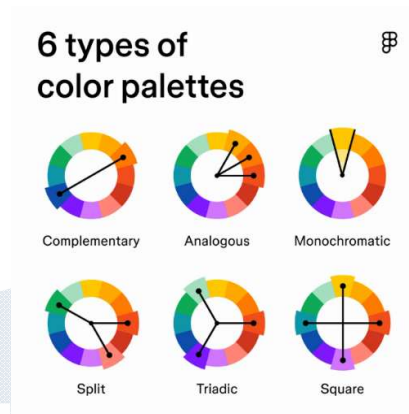 6 types of
color palettes
Complementary
Analogous
Monochromatic
Split
Triadic
Square